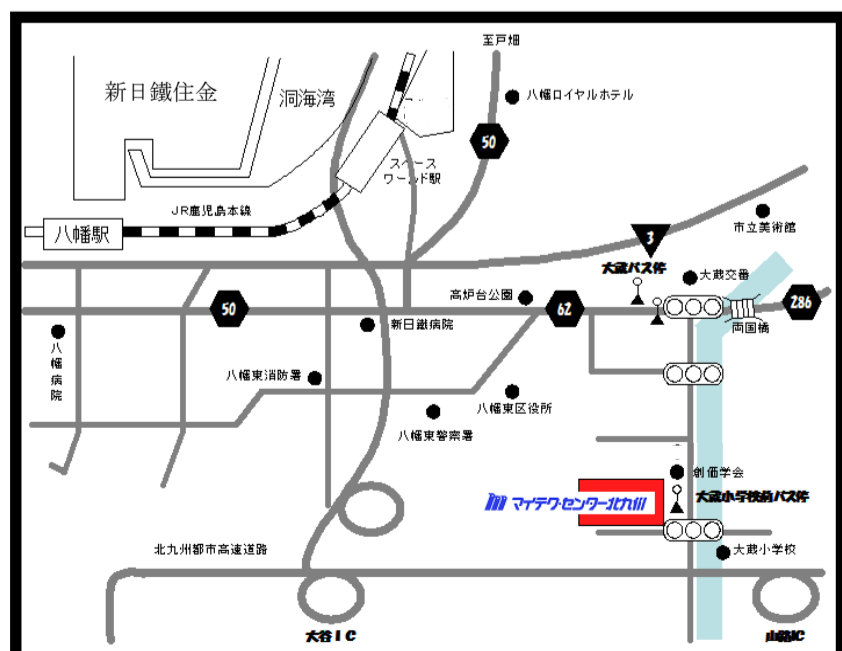 至戸畑
新日鐵住金
洞海湾
八幡ロイヤルホテル
50
スペース
ワールド駅
JR鹿児島本線
市立美術館
八幡駅
3
大蔵バス停
大蔵交番
高炉台公園
286
50
62
新日鐵病院
両国橋
八幡病院
八幡東消防署
八幡東区役所
八幡東警察署
創価学会
マイテク・センター北九州
大蔵小学校前バス停
北九州都市高速道路
大蔵小学校
大谷IC
山路IC